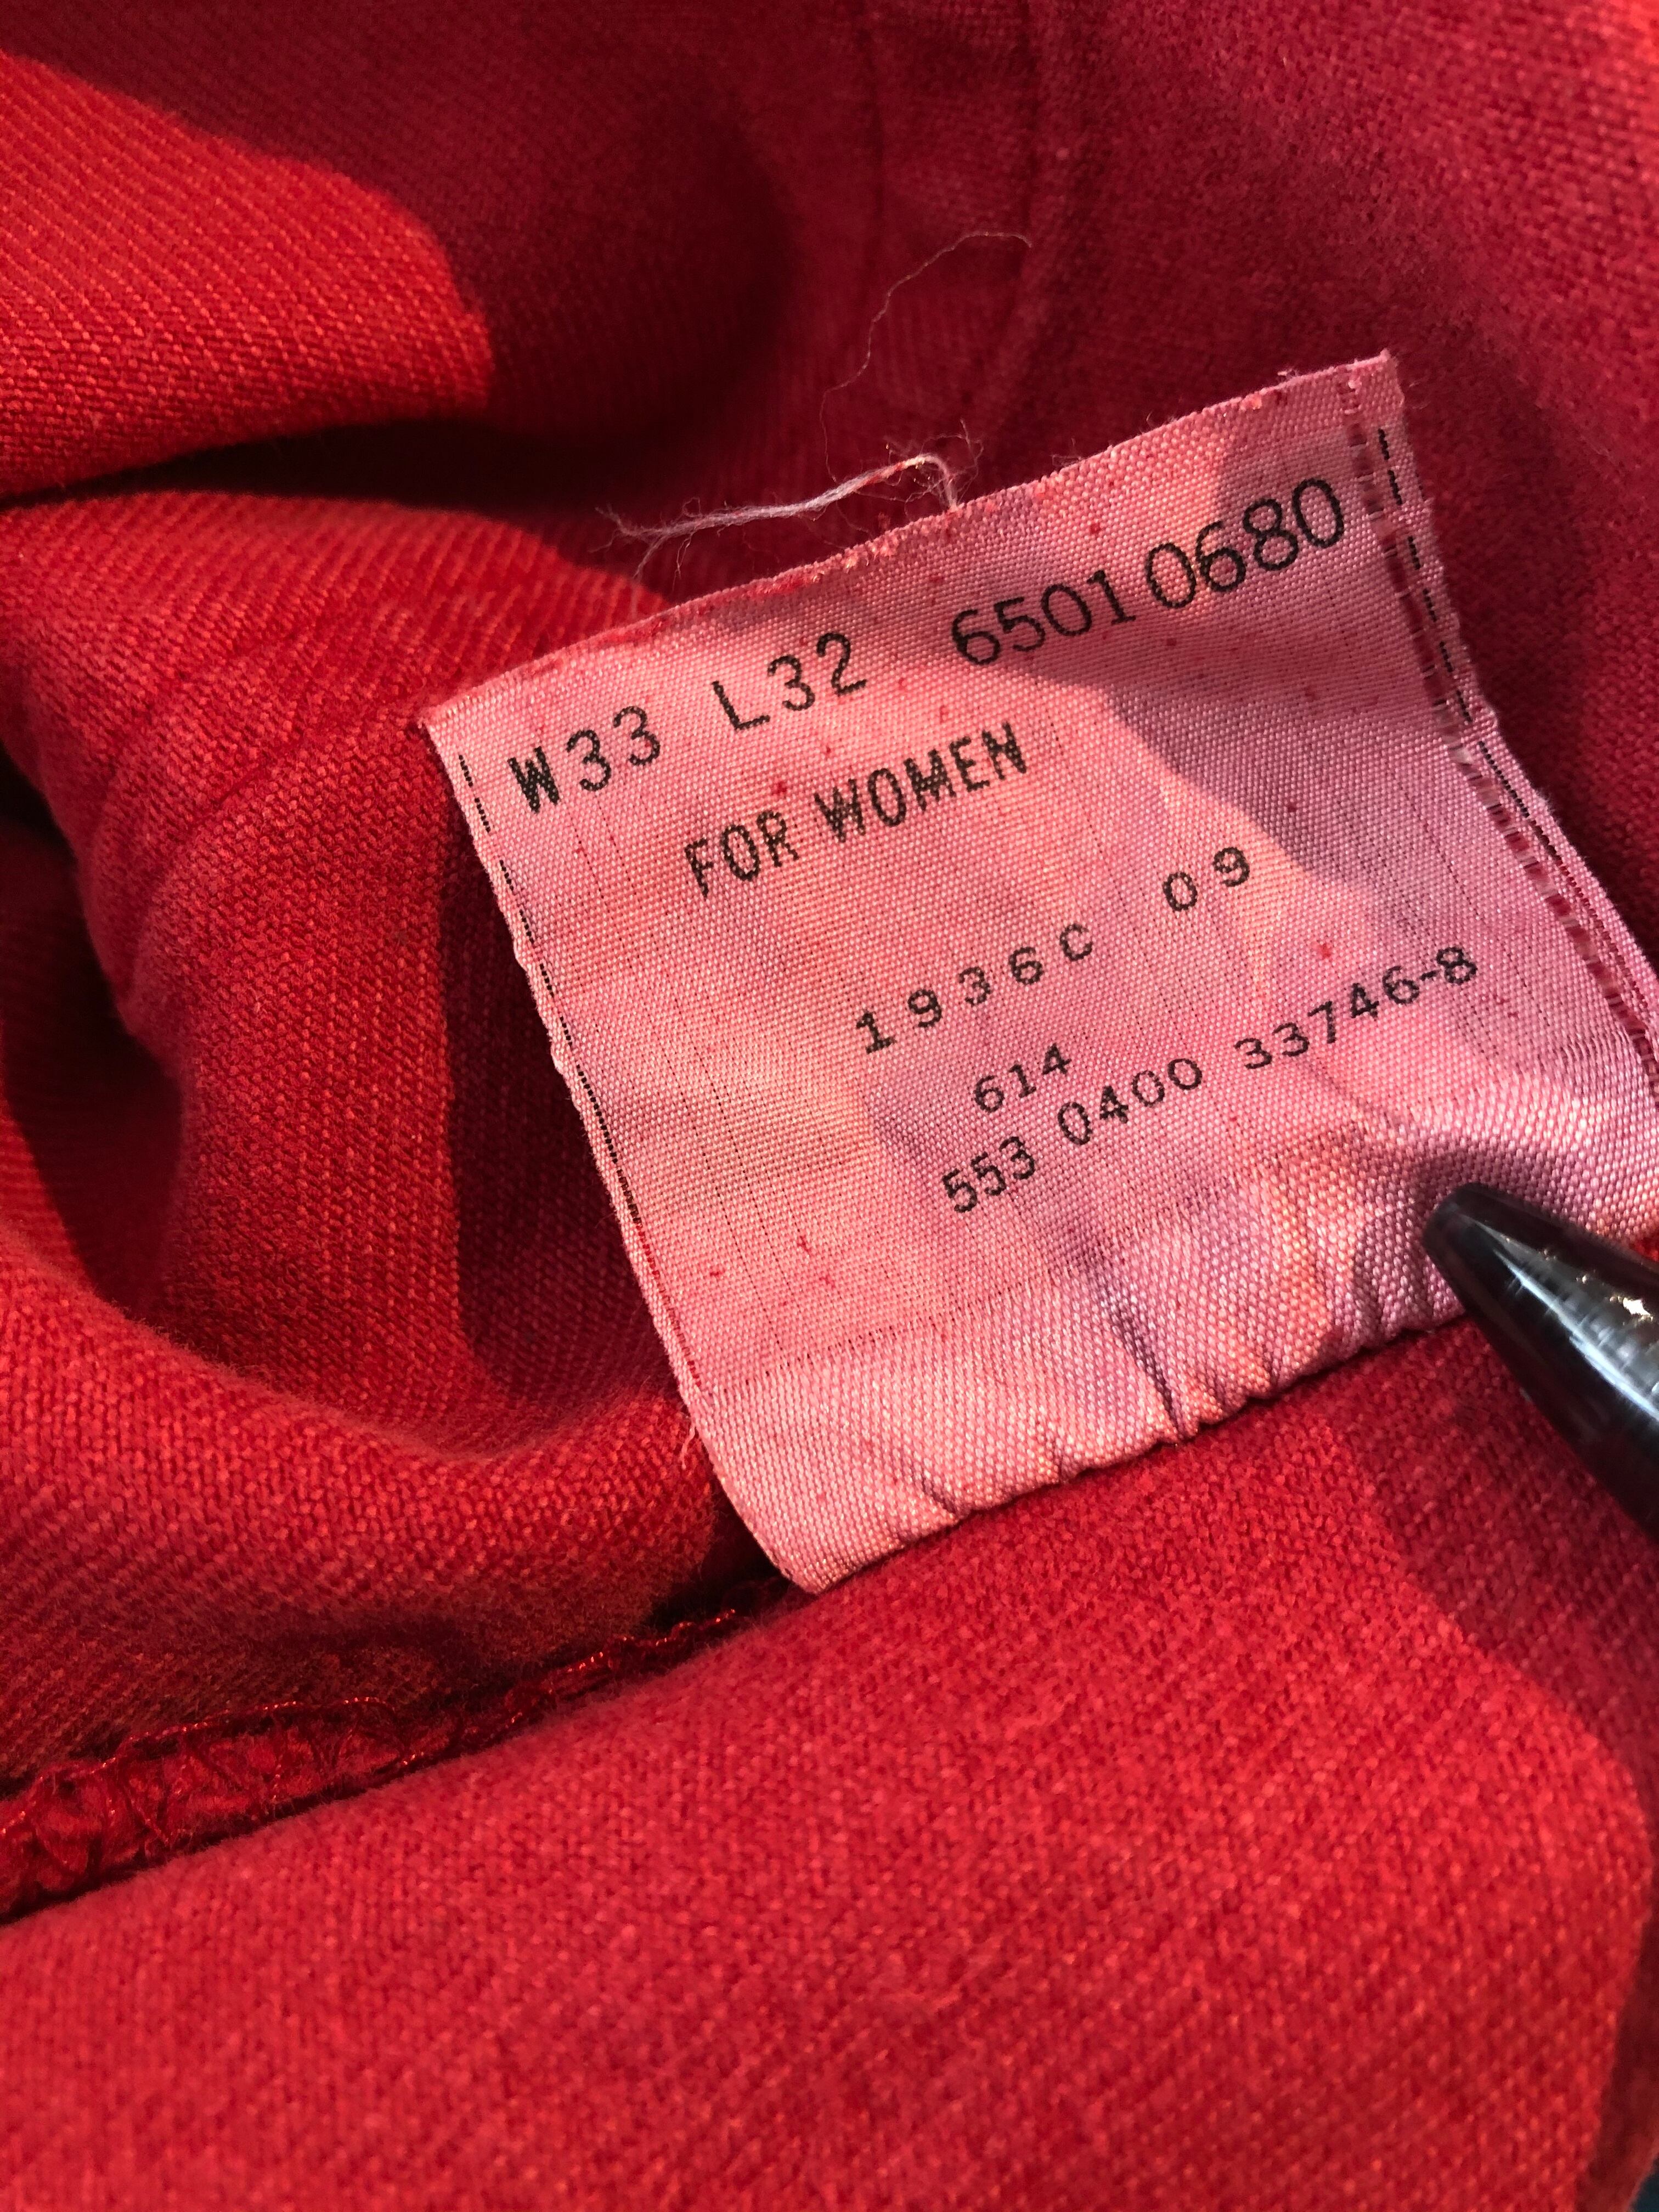 W33 L32 65010680
FOR WOMEN
1936C 09
614
553 0400 33746-8